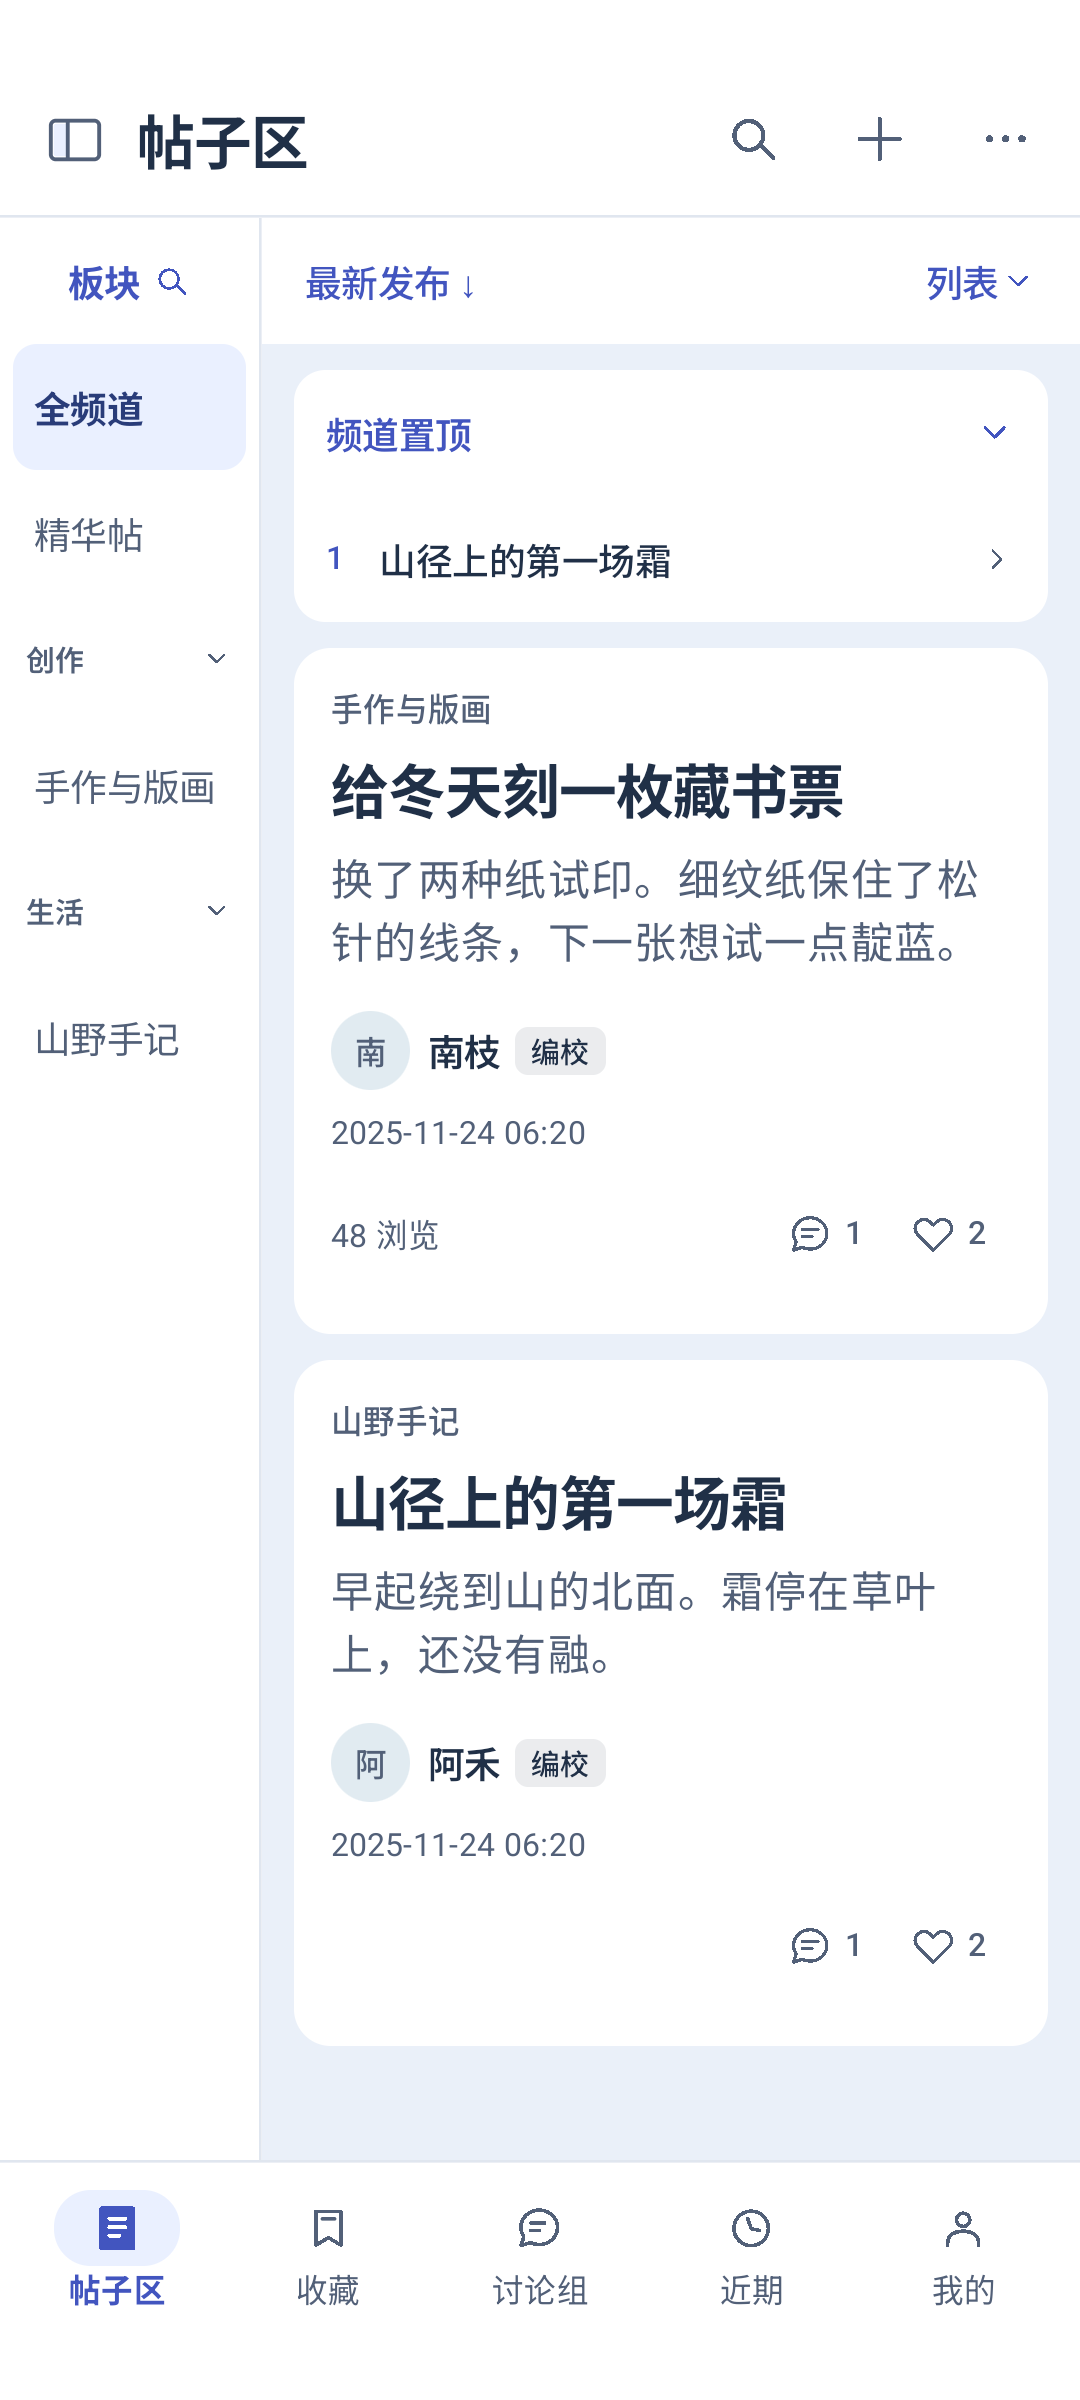 帖子区
板块
最新发布 ↓
列表
全频道
精华帖
创作
手作与版画
生活
山野手记
频道置顶
1 山径上的第一场霜
手作与版画
给冬天刻一枚藏书票
换了两种纸试印。细纹纸保住了松
针的线条，下一张想试一点靛蓝。
南 南枝 编校
2025-11-24 06:20
48 浏览 1 2
山野手记
山径上的第一场霜
早起绕到山的北面。霜停在草叶
上，还没有融。
阿 阿禾 编校
2025-11-24 06:20
1 2
帖子区 收藏 讨论组 近期 我的